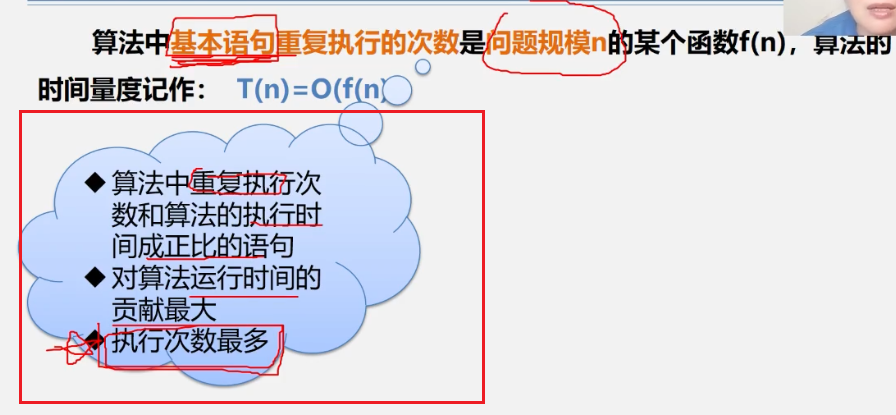 算法中基本语句重复执行的次数是问题规模n的某个函数f(n)，算法的
时间量度记作： T(n)=O(f(n)
◆ 算法中重复执行次
数和算法的执行时
间成正比的语句
◆ 对算法运行时间的
贡献最大
◆ 执行次数最多